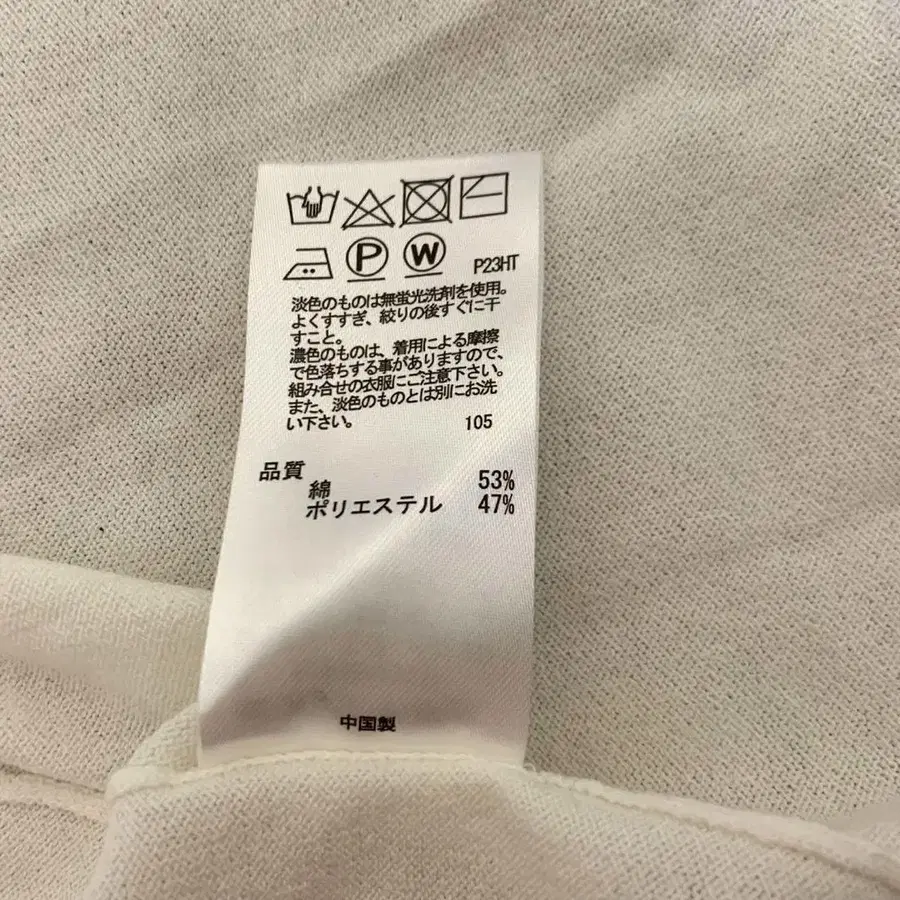 P W P23HT
淡色のものは無蛍光洗剤を使用。
よくすすぎ、絞りの後すぐに干
すこと。
濃色のものは、着用による摩擦
で色落ちする事がありますので、
組み合せの衣服にご注意下さい。
また、淡色のものとは別にお洗
い下さい。 105
品質
綿 53%
ポリエステル 47%
中国製